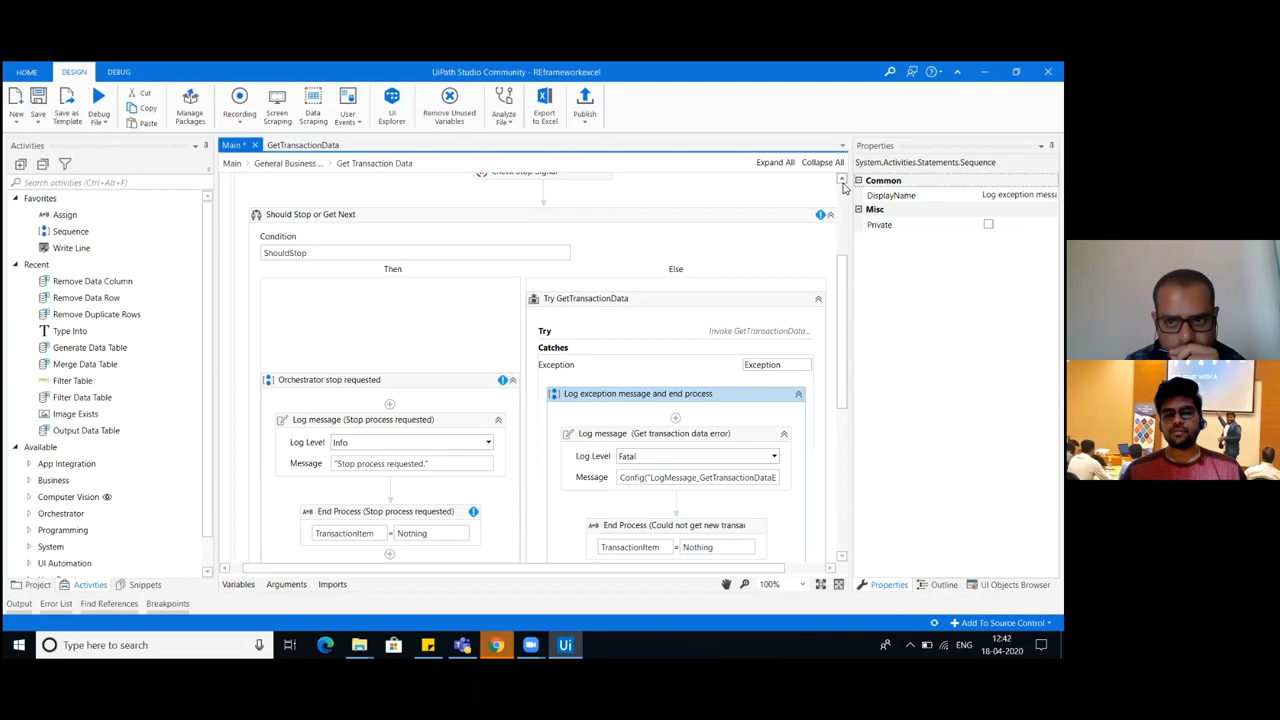 UiPath Studio Community - REframeworkexcel
HOME
DESIGN
DEBUG
New
Save
Save as Template
Debug File
Cut
Copy
Paste
Manage Packages
Recording
Screen Scraping
Data Scraping
User Events
UI Explorer
Remove Unused Variables
Analyze File
Export to Excel
Publish
Activities
Search activities (Ctrl+Alt+F)
Favorites
Assign
Sequence
Write Line
Recent
Remove Data Column
Remove Data Row
Remove Duplicate Rows
Type Into
Generate Data Table
Merge Data Table
Filter Table
Filter Data Table
Image Exists
Output Data Table
Available
App Integration
Business
Computer Vision
Orchestrator
Programming
System
UI Automation
Project
Activities
Snippets
Main *
GetTransactionData
Main
General Business ...
Get Transaction Data
Expand All
Collapse All
Check Stop Signal
Should Stop or Get Next
Condition
ShouldStop
Then
Else
Orchestrator stop requested
Log message (Stop process requested)
Log Level
Info
Message
"Stop process requested."
End Process (Stop process requested)
TransactionItem = Nothing
Try GetTransactionData
Try
Invoke GetTransactionData...
Catches
Exception
Exception
Log exception message and end process
Log message (Get transaction data error)
Log Level
Fatal
Message
Config("LogMessage_GetTransactionDataE
End Process (Could not get new transac
TransactionItem = Nothing
Variables
Arguments
Imports
100%
Properties
System.Activities.Statements.Sequence
Common
DisplayName
Log exception messa
Misc
Private
Properties
Outline
UI Objects Browser
Output
Error List
Find References
Breakpoints
Add To Source Control
START WITH A
Type here to search
Ui
ENG
12:42
18-04-2020